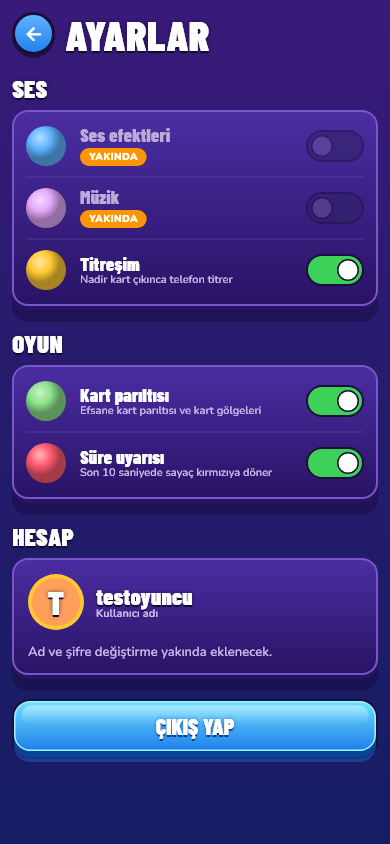 AYARLAR
SES
Ses efektleri
YAKINDA
Müzik
YAKINDA
Titreşim
Nadir kart çıkınca telefon titrer
OYUN
Kart parıltısı
Efsane kart parıltısı ve kart gölgeleri
Süre uyarısı
Son 10 saniyede sayaç kırmızıya döner
HESAP
T
testoyuncu
Kullanıcı adı
Ad ve şifre değiştirme yakında eklenecek.
ÇIKIŞ YAP